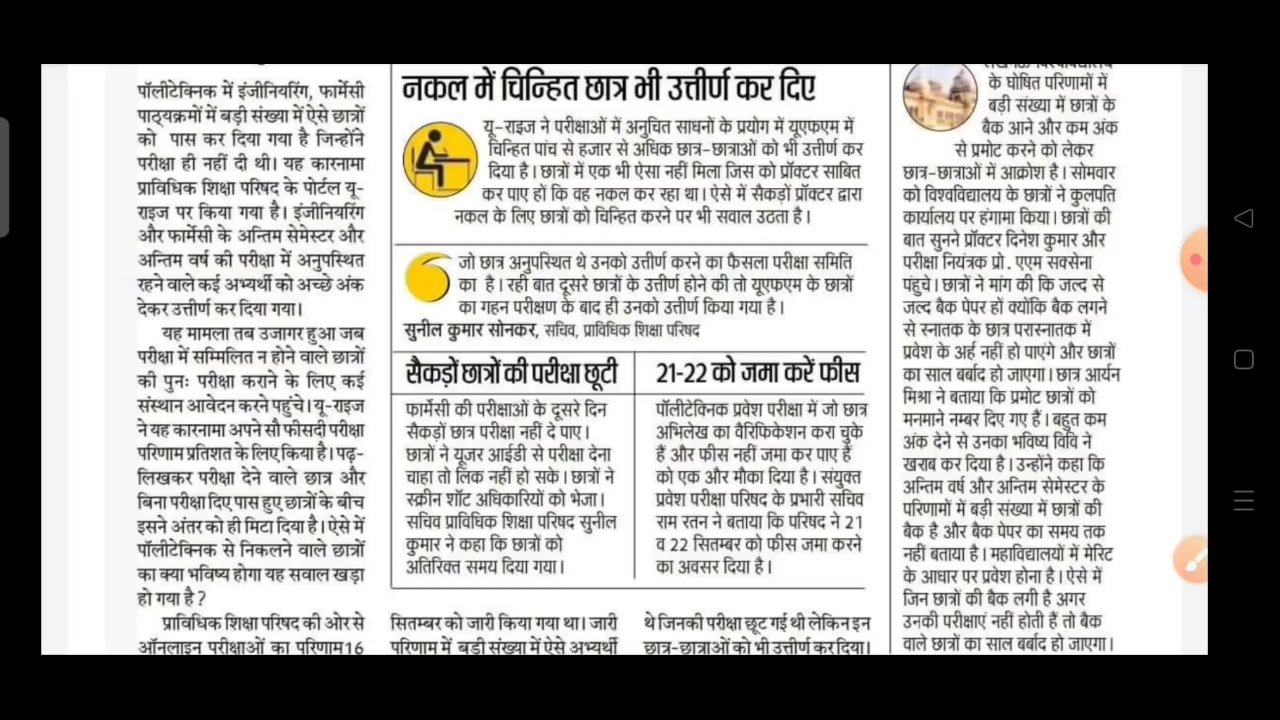 पॉलीटेक्निक में इंजीनियरिंग, फार्मेसी
पाठ्यक्रमों में बड़ी संख्या में ऐसे छात्रों
को पास कर दिया गया है जिन्होंने
परीक्षा ही नहीं दी थी। यह कारनामा
प्राविधिक शिक्षा परिषद के पोर्टल यू-
राइज पर किया गया है। इंजीनियरिंग
और फार्मेसी के अन्तिम सेमेस्टर और
अन्तिम वर्ष की परीक्षा में अनुपस्थित
रहने वाले कई अभ्यर्थी को अच्छे अंक
देकर उत्तीर्ण कर दिया गया।
यह मामला तब उजागर हुआ जब
परीक्षा में सम्मिलित न होने वाले छात्रों
की पुनः परीक्षा कराने के लिए कई
संस्थान आवेदन करने पहुंचे। यू-राइज
ने यह कारनामा अपने सौ फीसदी परीक्षा
परिणाम प्रतिशत के लिए किया है। पढ़-
लिखकर परीक्षा देने वाले छात्र और
बिना परीक्षा दिए पास हुए छात्रों के बीच
इसने अंतर को ही मिटा दिया है। ऐसे में
पॉलीटेक्निक से निकलने वाले छात्रों
का क्या भविष्य होगा यह सवाल खड़ा
हो गया है?
प्राविधिक शिक्षा परिषद की ओर से
ऑनलाइन परीक्षाओं का परिणाम 16
नकल में चिन्हित छात्र भी उत्तीर्ण कर दिए
यू-राइज ने परीक्षाओं में अनुचित साधनों के प्रयोग में यूएफएम में
चिन्हित पांच से हजार से अधिक छात्र-छात्राओं को भी उत्तीर्ण कर
दिया है। छात्रों में एक भी ऐसा नहीं मिला जिस को प्रॉक्टर साबित
कर पाए हों कि वह नकल कर रहा था। ऐसे में सैकड़ों प्रॉक्टर द्वारा
नकल के लिए छात्रों को चिन्हित करने पर भी सवाल उठता है।
जो छात्र अनुपस्थित थे उनको उत्तीर्ण करने का फैसला परीक्षा समिति
का है। रही बात दूसरे छात्रों के उत्तीर्ण होने की तो यूएफएम के छात्रों
का गहन परीक्षण के बाद ही उनको उत्तीर्ण किया गया है।
सुनील कुमार सोनकर, सचिव, प्राविधिक शिक्षा परिषद
सैकड़ों छात्रों की परीक्षा छूटी
फार्मेसी की परीक्षाओं के दूसरे दिन
सैकड़ों छात्र परीक्षा नहीं दे पाए।
छात्रों ने यूजर आईडी से परीक्षा देना
चाहा तो लिंक नहीं हो सके। छात्रों ने
स्क्रीन शॉट अधिकारियों को भेजा।
सचिव प्राविधिक शिक्षा परिषद सुनील
कुमार ने कहा कि छात्रों को
अतिरिक्त समय दिया गया।
21-22 को जमा करें फीस
पॉलीटेक्निक प्रवेश परीक्षा में जो छात्र
अभिलेख का वैरिफिकेशन करा चुके
हैं और फीस नहीं जमा कर पाए हैं
को एक और मौका दिया है। संयुक्त
प्रवेश परीक्षा परिषद के प्रभारी सचिव
राम रतन ने बताया कि परिषद ने 21
व 22 सितम्बर को फीस जमा करने
का अवसर दिया है।
सितम्बर को जारी किया गया था। जारी
परिणाम में बड़ी संख्या में ऐसे अभ्यर्थी
थे जिनकी परीक्षा छूट गई थी लेकिन इन
छात्र-छात्राओं को भी उत्तीर्ण कर दिया।
के घोषित परिणामों में
बड़ी संख्या में छात्रों के
बैक आने और कम अंक
से प्रमोट करने को लेकर
छात्र-छात्राओं में आक्रोश है। सोमवार
को विश्वविद्यालय के छात्रों ने कुलपति
कार्यालय पर हंगामा किया। छात्रों की
बात सुनने प्रॉक्टर दिनेश कुमार और
परीक्षा नियंत्रक प्रो. एएम सक्सेना
पहुंचे। छात्रों ने मांग की कि जल्द से
जल्द बैक पेपर हों क्योंकि बैक लगने
से स्नातक के छात्र परास्नातक में
प्रवेश के अर्ह नहीं हो पाएंगे और छात्रों
का साल बर्बाद हो जाएगा। छात्र आर्यन
मिश्रा ने बताया कि प्रमोट छात्रों को
मनमाने नम्बर दिए गए हैं। बहुत कम
अंक देने से उनका भविष्य विवि ने
खराब कर दिया है। उन्होंने कहा कि
अन्तिम वर्ष और अन्तिम सेमेस्टर के
परिणामों में बड़ी संख्या में छात्रों की
बैक है और बैक पेपर का समय तक
नहीं बताया है। महाविद्यालयों में मेरिट
के आधार पर प्रवेश होना है। ऐसे में
जिन छात्रों की बैक लगी है अगर
उनकी परीक्षाएं नहीं होती हैं तो बैक
वाले छात्रों का साल बर्बाद हो जाएगा।